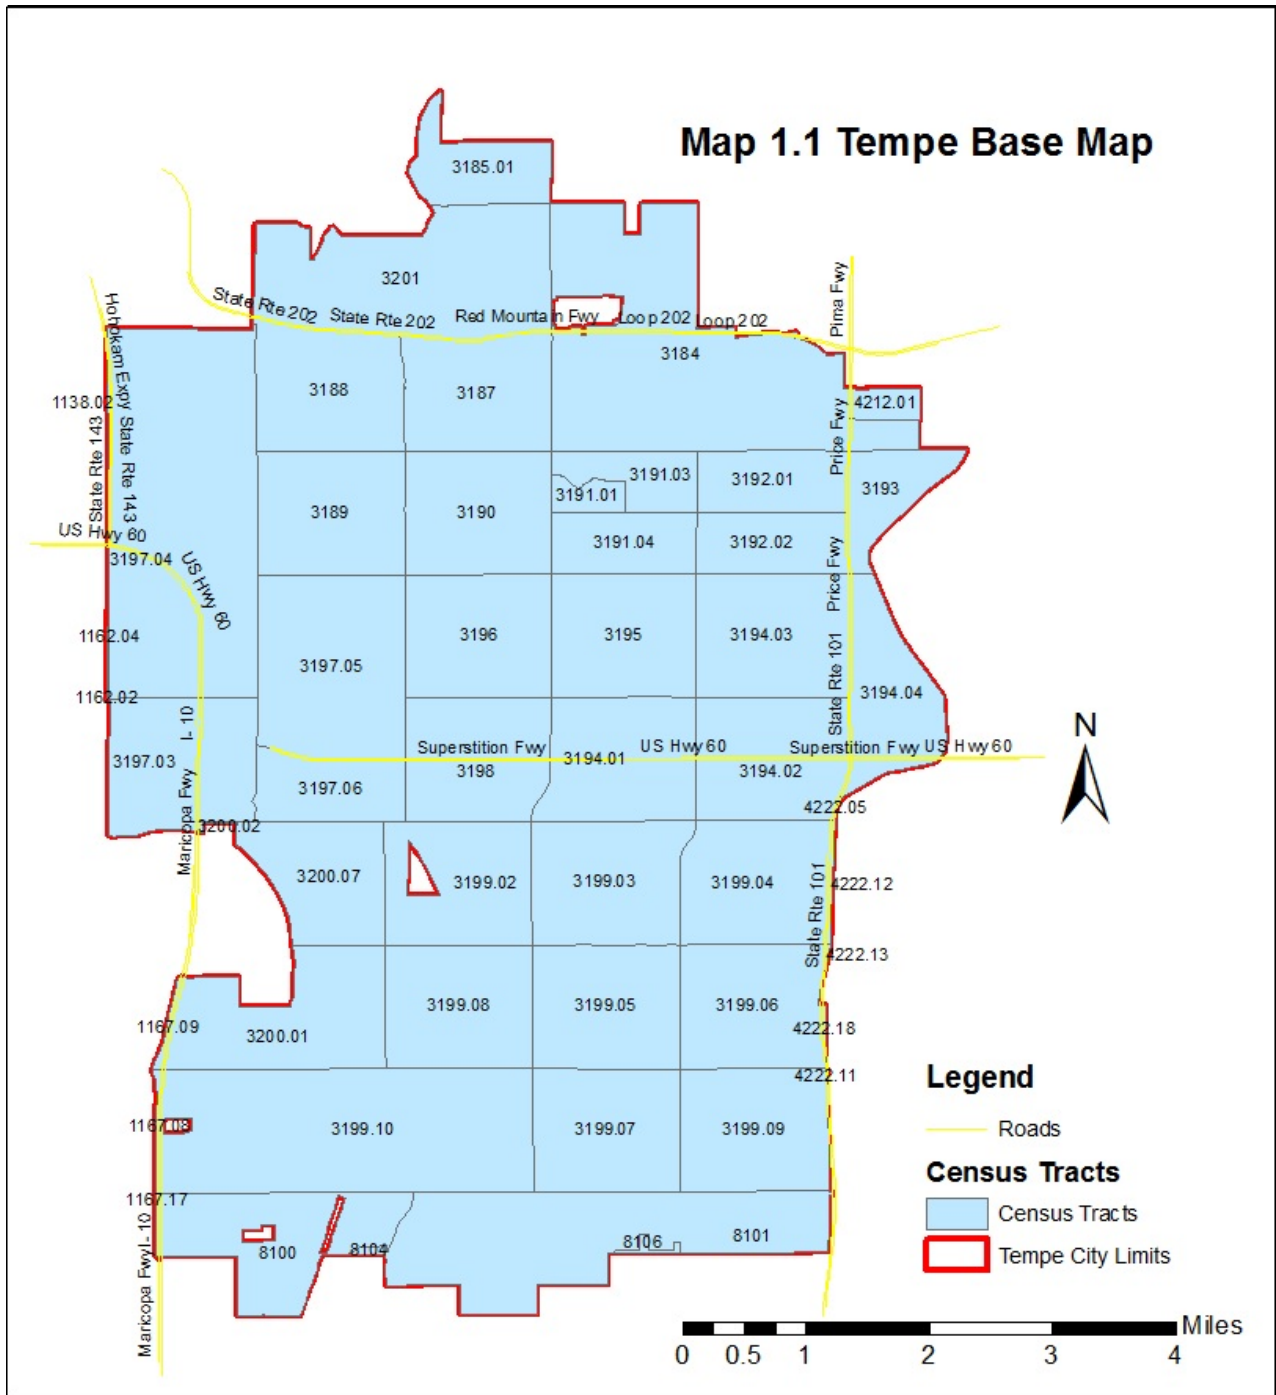 Map 1.1 Tempe Base Map
3185.01
3201
State Rte 202
State Rte 202
Red Mountain Fwy
Loop 202
Loop 202
Pima Fwy
Hohokam Expy
State Rte 143
State Rte 143
1138.02
3184
3188
3187
4212.01
Price Fwy
3191.03
3192.01
3193
3191.01
3189
3190
US Hwy 60
3197.04
US Hwy 60
3191.04
3192.02
Price Fwy
1162.04
3196
3195
3194.03
3197.05
State Rte 101
3194.04
1162.02
I- 10
3197.03
Maricopa Fwy
Superstition Fwy
3198
3194.01
US Hwy 60
Superstition Fwy
US Hwy 60
3194.02
3197.06
4222.05
3200.02
3200.07
3199.02
3199.03
3199.04
State Rte 101
4222.12
4222.13
3199.08
3199.05
3199.06
1167.09
3200.01
4222.18
4222.11
1167.08
3199.10
3199.07
3199.09
1167.17
Maricopa Fwy
I- 10
8100
8104
8106
8101
N
Legend
Roads
Census Tracts
Census Tracts
Tempe City Limits
Miles
0 0.5 1 2 3 4